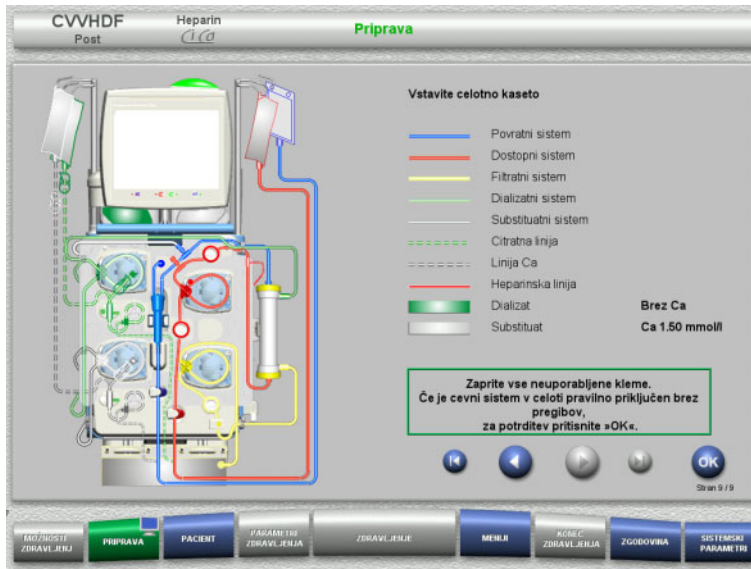 CVVHDF
Post
Heparin
CiCa
Priprava
Vstavite celotno kaseto
Povratni sistem
Dostopni sistem
Filtratni sistem
Dializatni sistem
Substituatni sistem
Citratna linija
Linija Ca
Heparinska linija
Dializat Brez Ca
Substituat Ca 1.50 mmol/l
Zaprite vse neuporabljene kleme.
Če je cevni sistem v celoti pravilno priključen brez
pregibov,
za potrditev pritisnite »OK«.
OK
Stran 9 / 9
MOŽNOSTI
ZDRAVLJENJ
PRIPRAVA
PACIENT
PARAMETRI
ZDRAVLJENJA
ZDRAVLJENJE
MENIJI
KONEC
ZDRAVLJENJA
ZGODOVINA
SISTEMSKI
PARAMETRI